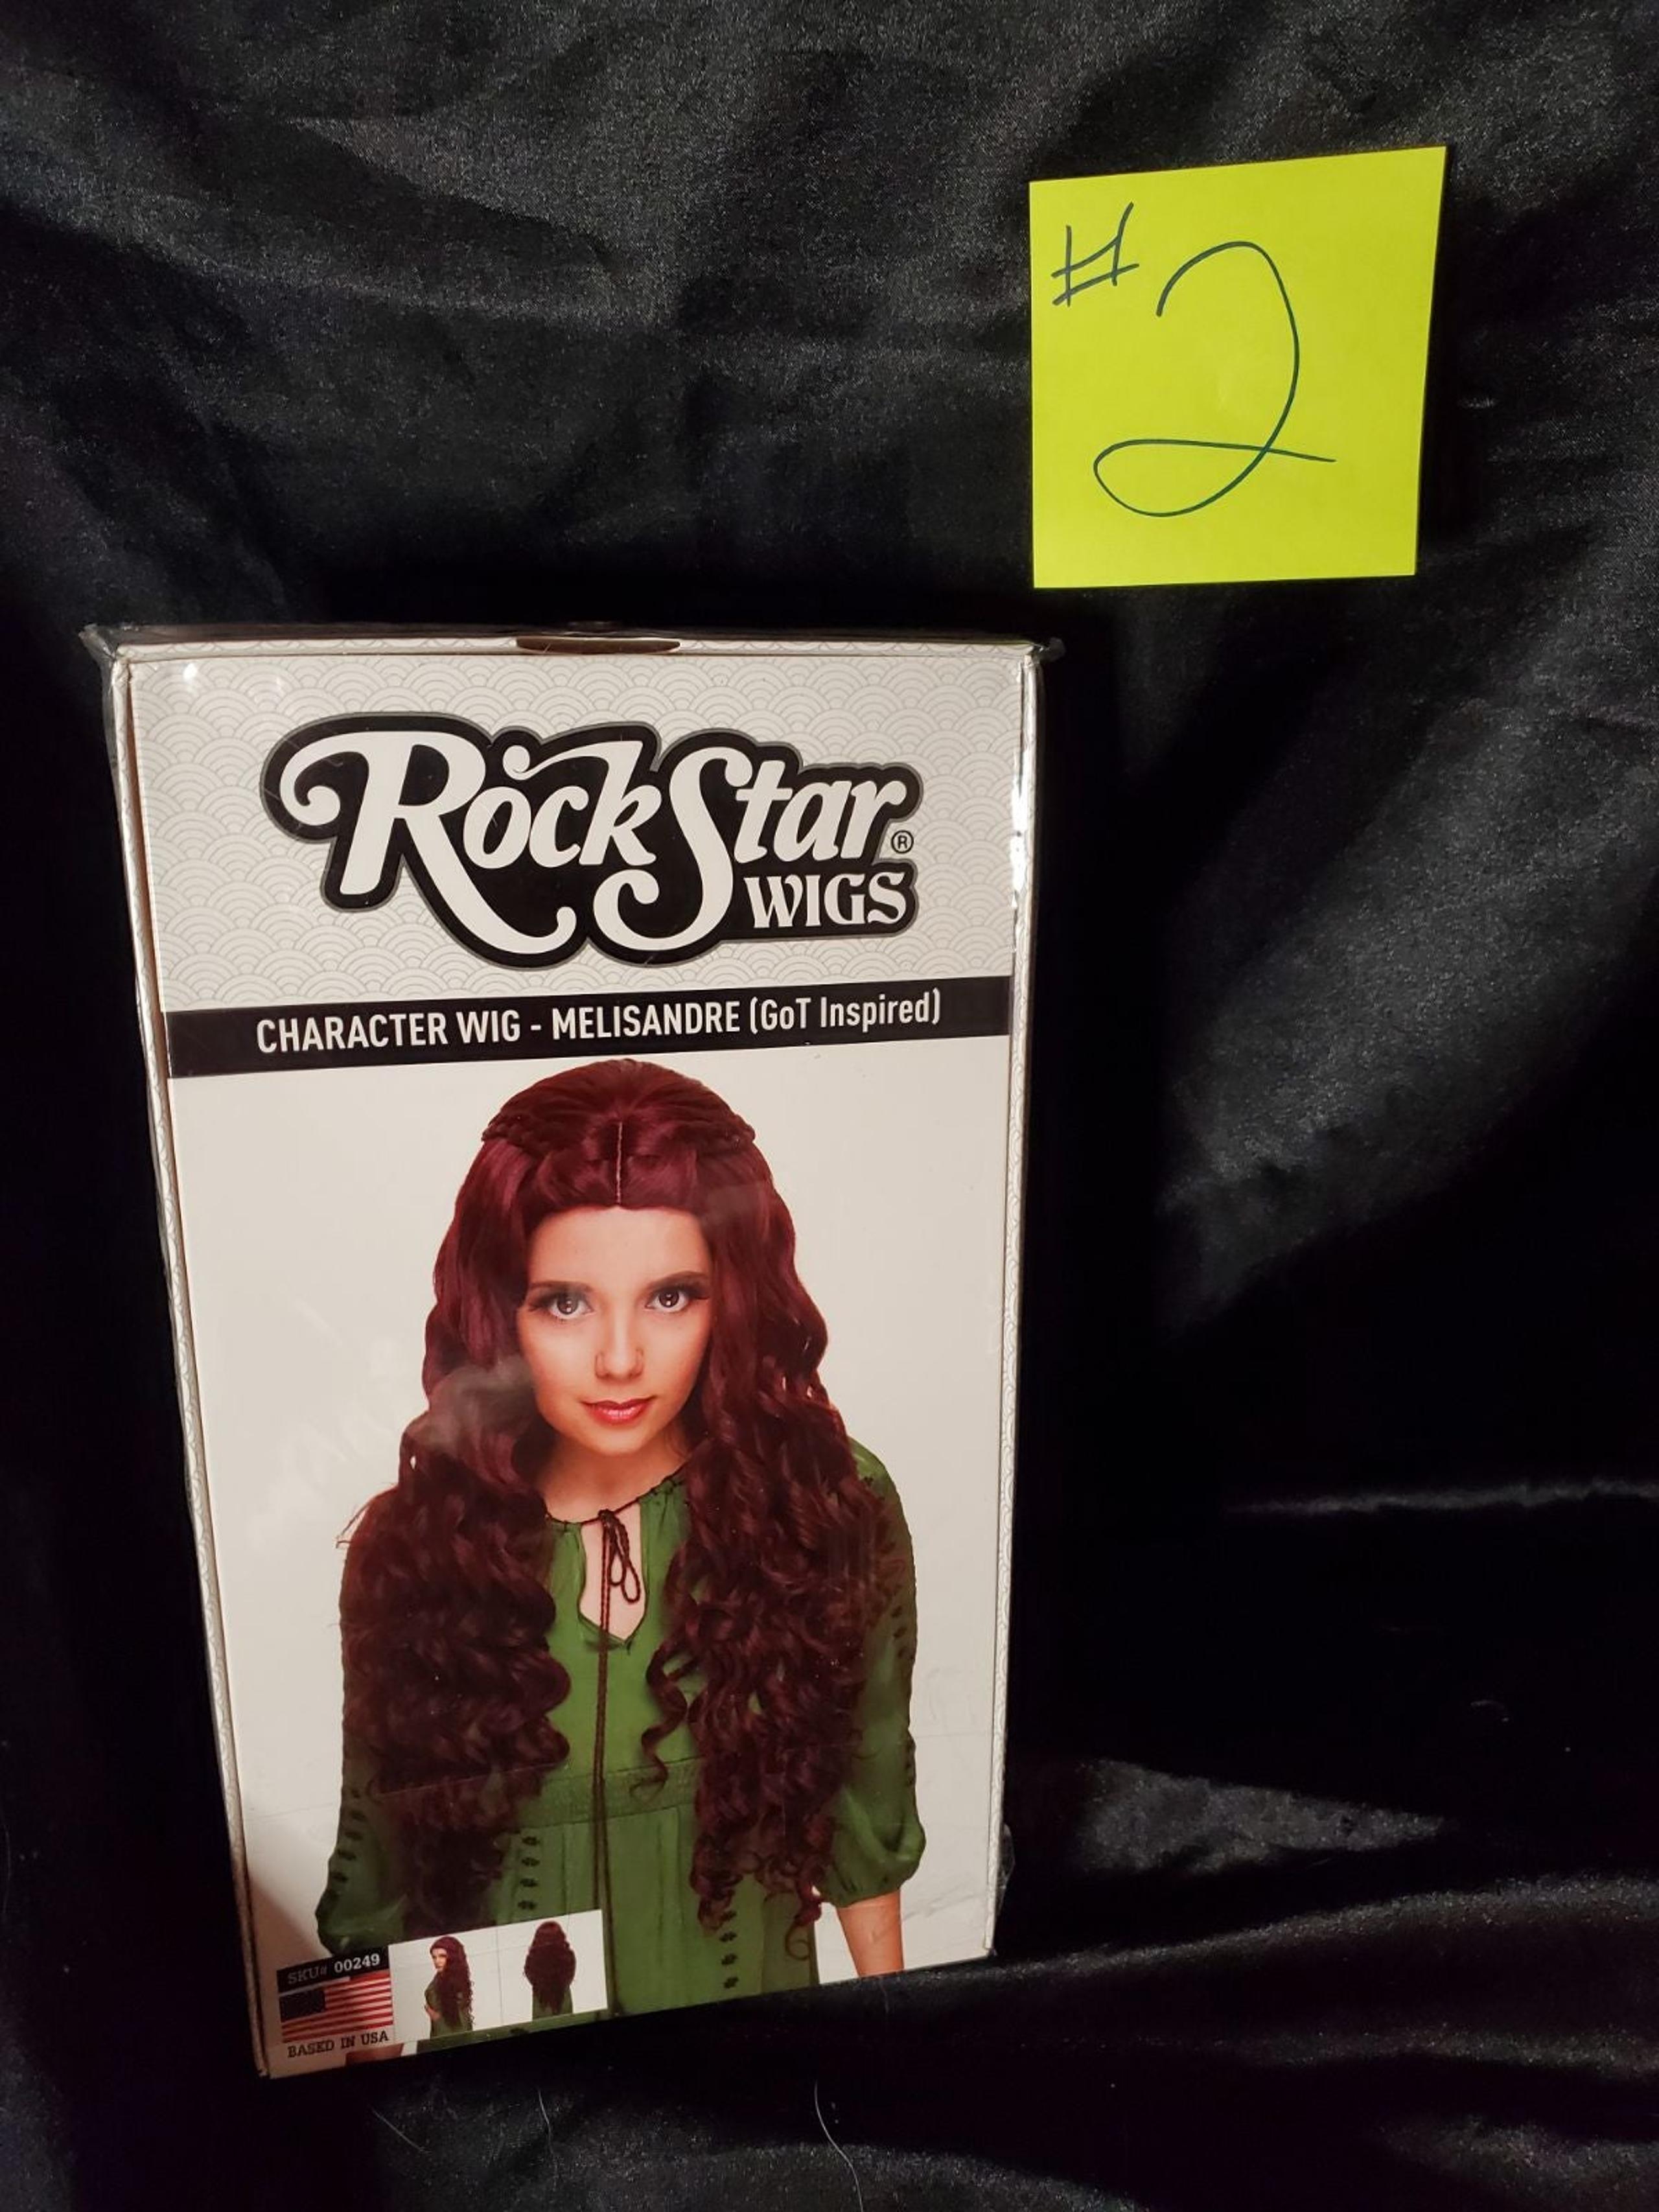 #2
RockStar®
WIGS
CHARACTER WIG - MELISANDRE (GoT Inspired)
SKU# 00249
BASED IN USA